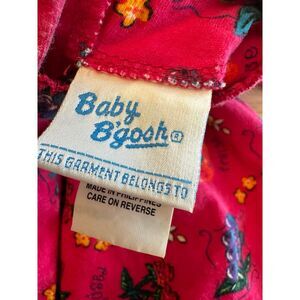 Baby
B'gosh®
THIS GARMENT BELONGS TO
MADE IN PHILIPPINES
CARE ON REVERSE